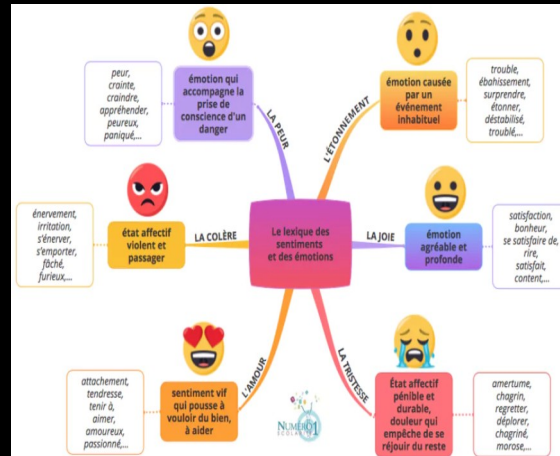 Le lexique des
sentiments
et des émotions
LA PEUR
émotion qui
accompagne la
prise de
conscience d'un
danger
peur,
crainte,
craindre,
appréhender,
peureux,
paniqué,...
L'ÉTONNEMENT
émotion causée
par un
événement
inhabituel
trouble,
ébahissement,
surprendre,
étonner,
déstabilisé,
troublé,...
LA COLÈRE
état affectif
violent et
passager
énervement,
irritation,
s'énerver,
s'emporter,
fâché,
furieux,...
LA JOIE
émotion
agréable et
profonde
satisfaction,
bonheur,
se satisfaire de,
rire,
satisfait,
content,...
L'AMOUR
sentiment vif
qui pousse à
vouloir du bien,
à aider
attachement,
tendresse,
tenir à,
aimer,
amoureux,
passionné,...
LA TRISTESSE
État affectif
pénible et
durable,
douleur qui
empêche de se
réjouir du reste
amertume,
chagrin,
regretter,
déplorer,
chagriné,
morose,...
NUMÉRO 1
SCOLARITÉ